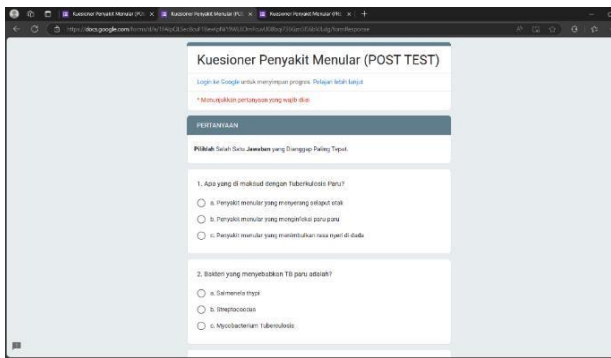 Kuesioner Penyakit Menular (POST TEST)
Login ke Google untuk menyimpan progres. Pelajari lebih lanjut
* Menunjukkan pertanyaan yang wajib diisi
PERTANYAAN
Pilihlah Salah Satu Jawaban yang Dianggap Paling Tepat.
1. Apa yang di maksud dengan Tuberkulosis Paru?
a. Penyakit menular yang menyerang selaput otak
b. Penyakit menular yang menginfeksi paru-paru
c. Penyakit menular yang menimbulkan rasa nyeri di dada
2. Bakteri yang menyebabkan TB paru adalah?
a. Salmonela thypi
b. Streptococcus
c. Mycobacterium Tuberculosis